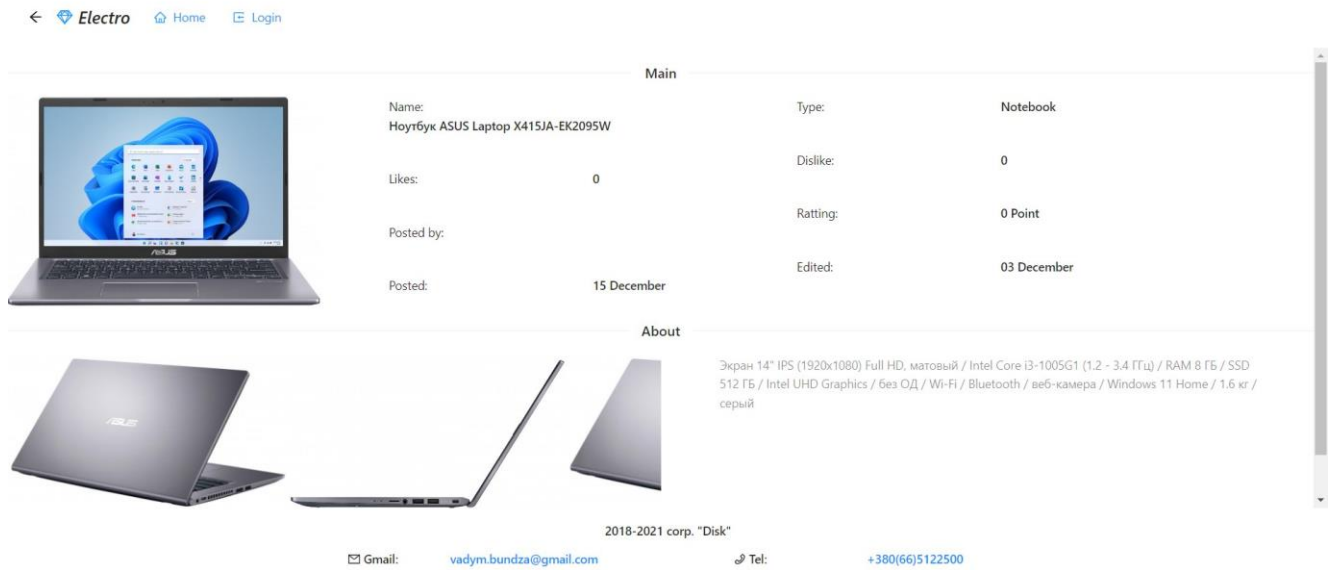 Electro Home Login
Main
Name:
Ноутбук ASUS Laptop X415JA-EK2095W
Type: Notebook
Likes: 0
Dislike: 0
Posted by:
Ratting: 0 Point
Posted: 15 December
Edited: 03 December
ASUS
About
Экран 14" IPS (1920x1080) Full HD, матовый / Intel Core i3-1005G1 (1.2 - 3.4 ГГц) / RAM 8 ГБ / SSD
512 ГБ / Intel UHD Graphics / без ОД / Wi-Fi / Bluetooth / веб-камера / Windows 11 Home / 1.6 кг /
серый
ASUS
2018-2021 corp. "Disk"
Gmail: vadym.bundza@gmail.com Tel: +380(66)5122500